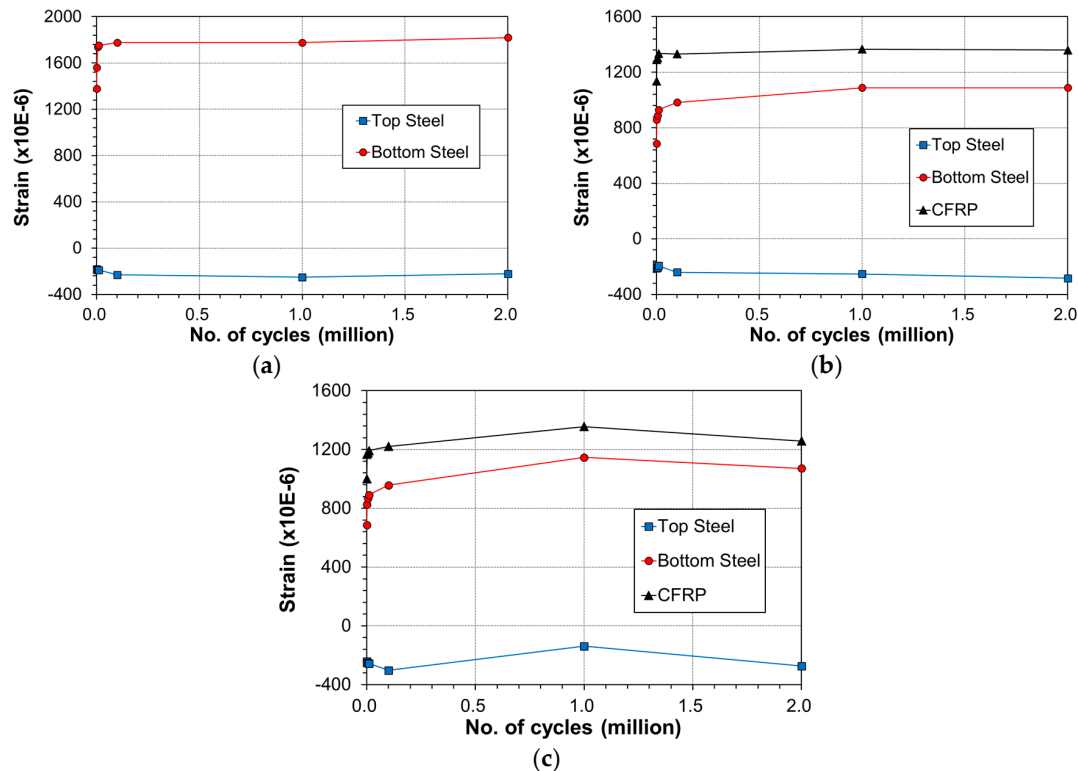 2000
1600
1200
800
400
0
-400
Strain (x10E-6)
Top Steel
Bottom Steel
0.0 0.5 1.0 1.5 2.0
No. of cycles (million)
(a)
1600
1200
800
400
0
-400
Strain (x10E-6)
Top Steel
Bottom Steel
CFRP
0.0 0.5 1.0 1.5 2.0
No. of cycles (million)
(b)
1600
1200
800
400
0
-400
Strain (x10E-6)
Top Steel
Bottom Steel
CFRP
0.0 0.5 1.0 1.5 2.0
No. of cycles (million)
(c)